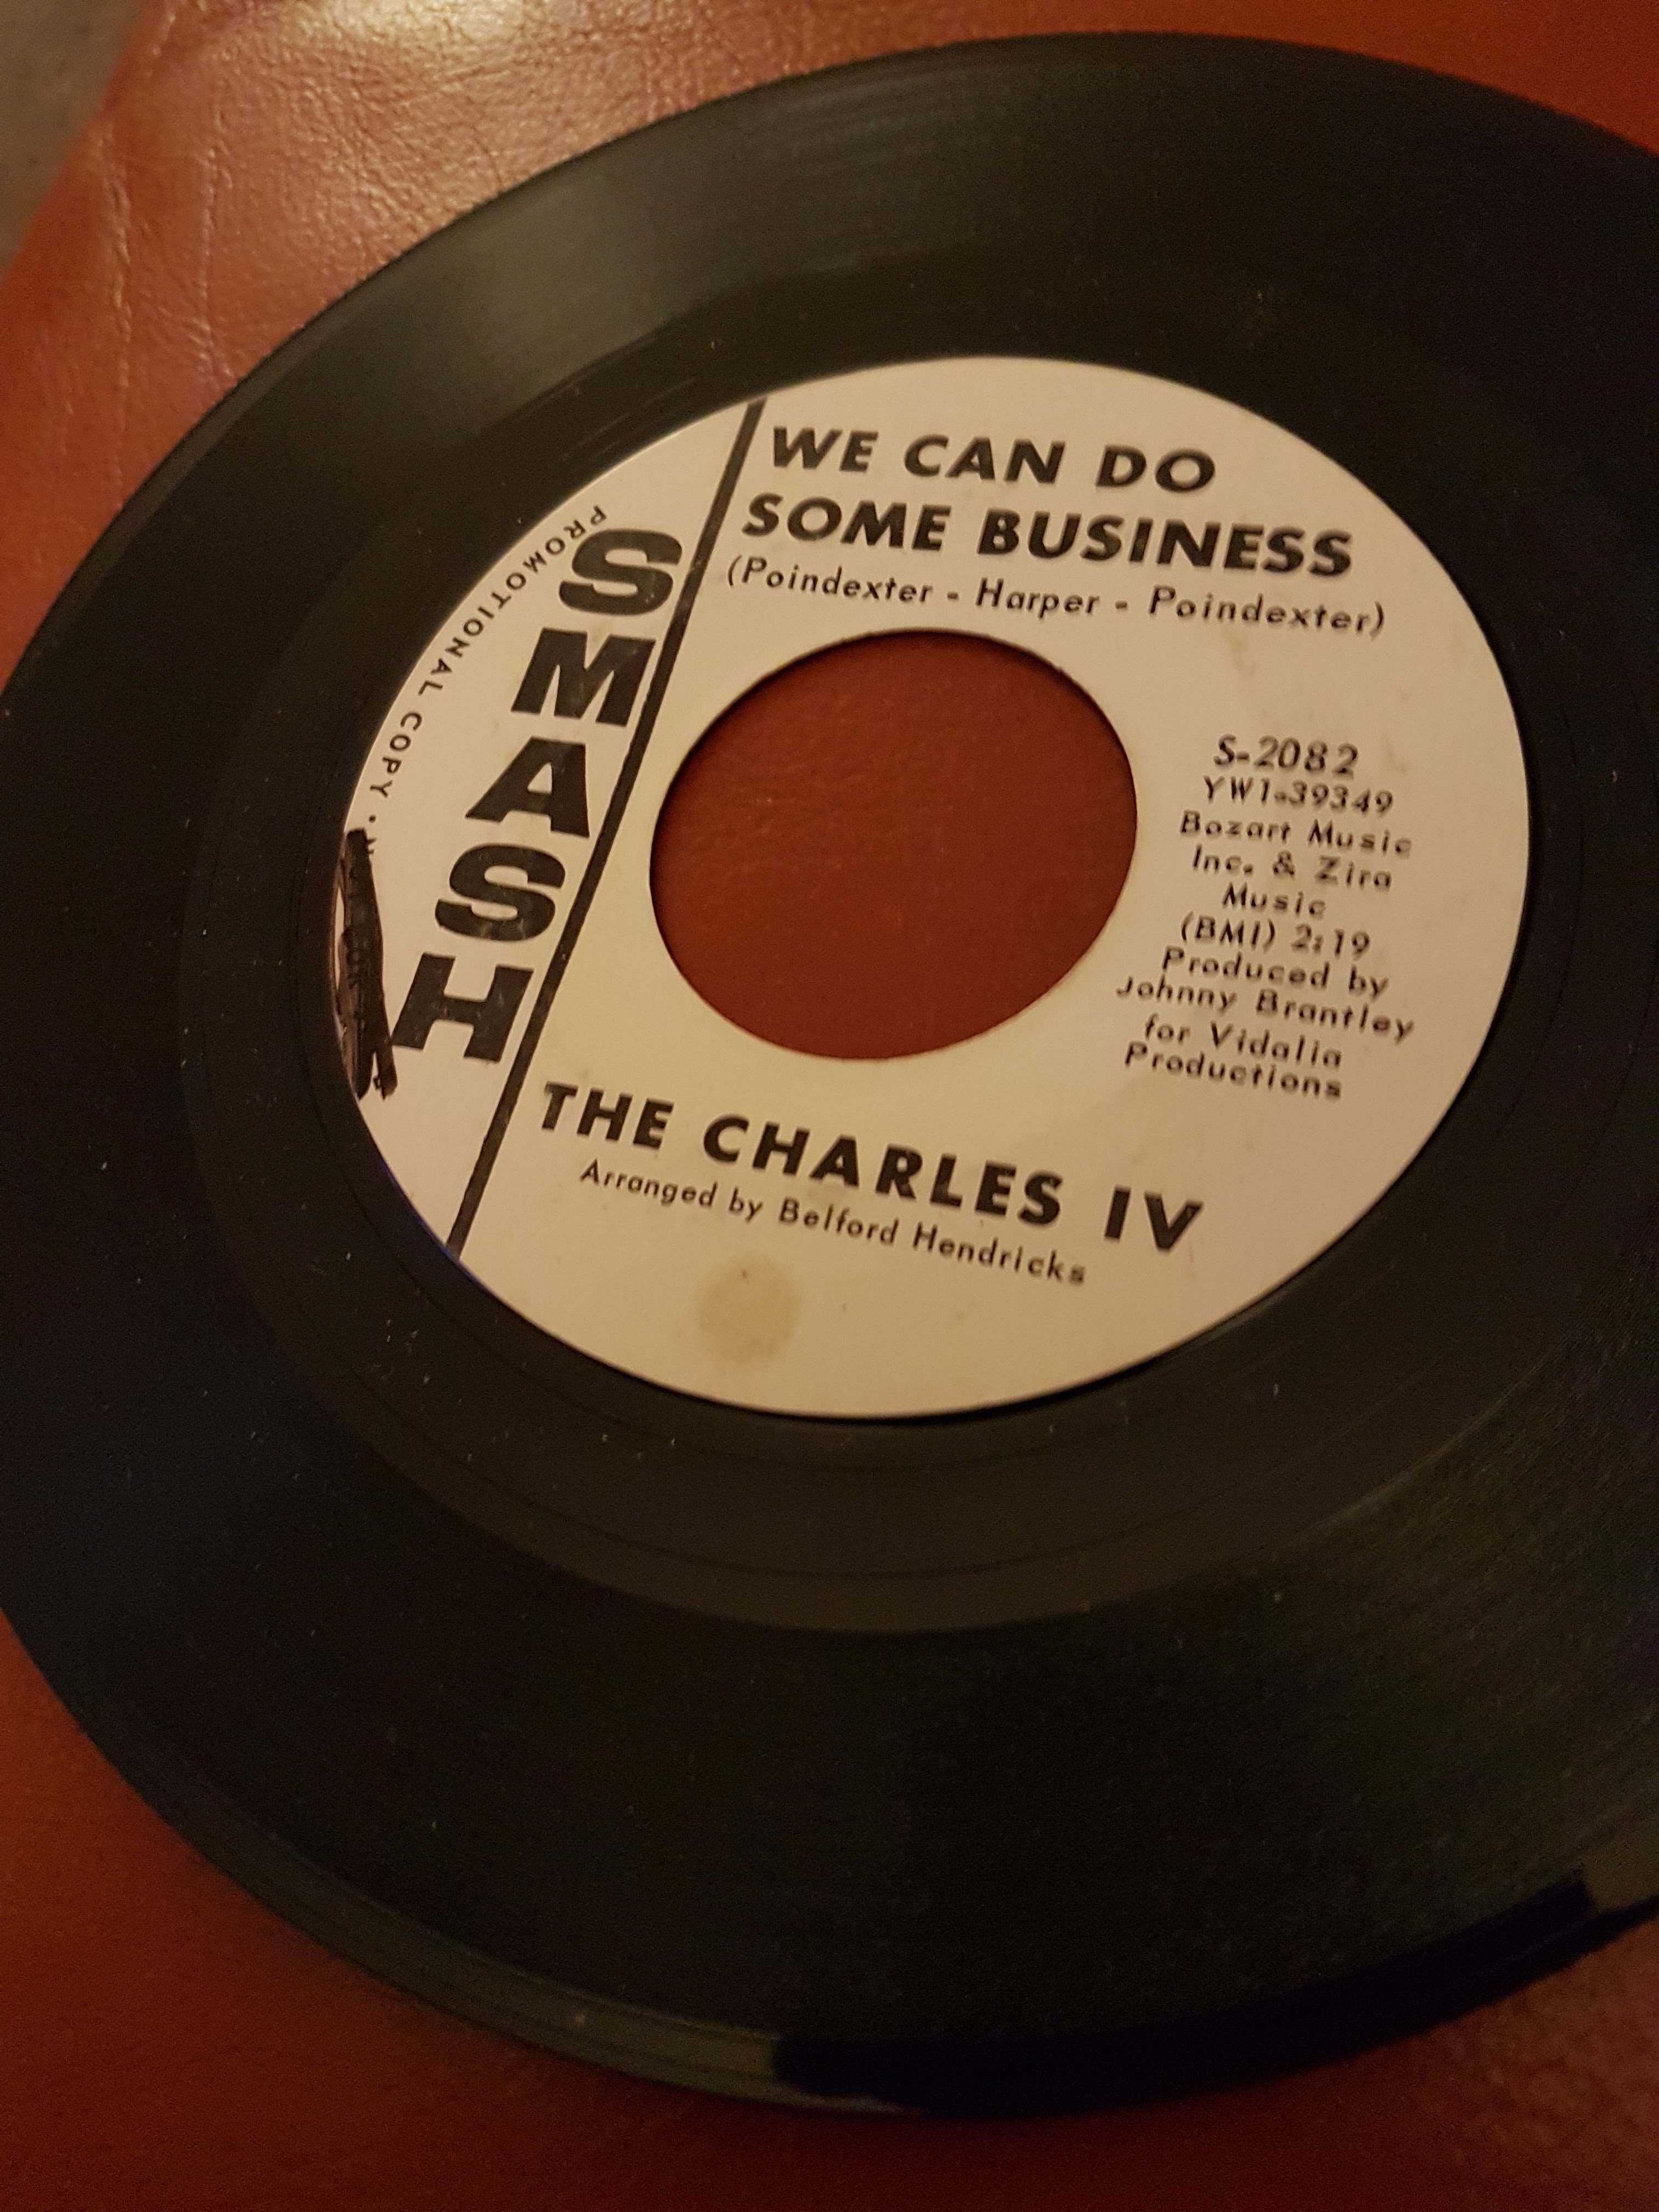 WE CAN DO
SOME BUSINESS
(Poindexter - Harper - Poindexter)
SMASH
PROMOTIONAL COPY •
S-2082
YW1-39349
Bozart Music
Inc. & Zira
Music
(BMI) 2:19
Produced by
Johnny Brantley
for Vidalia
Productions
THE CHARLES IV
Arranged by Belford Hendricks